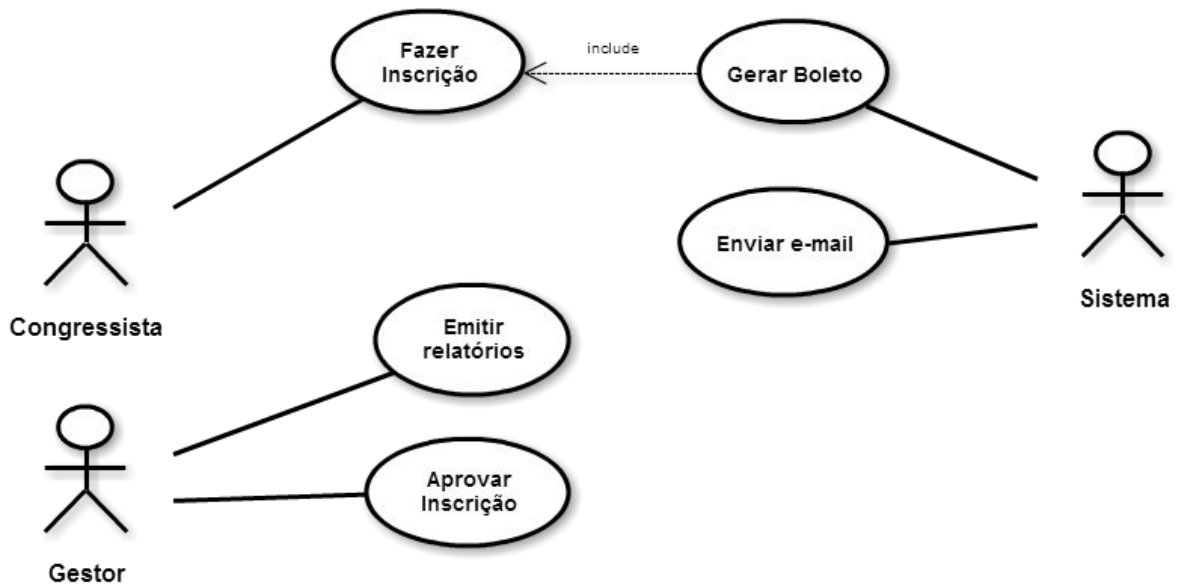 Fazer
Inscrição
include
Gerar Boleto
Enviar e-mail
Sistema
Congressista
Emitir
relatórios
Aprovar
Inscrição
Gestor